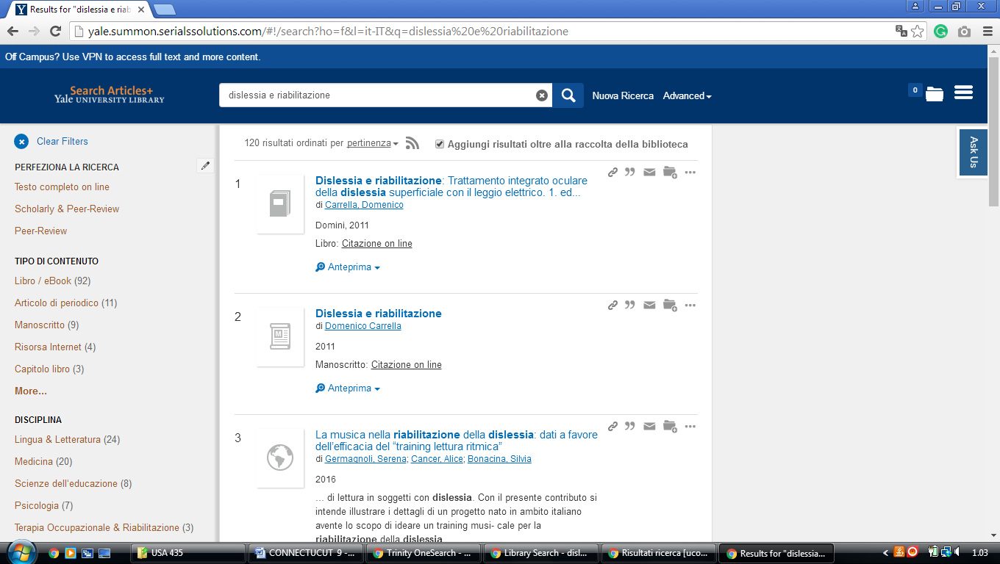 Results for "dislessia e riab
yale.summon.serialssolutions.com/#!/search?ho=f&l=it-IT&q=dislessia%20e%20riabilitazione
Off Campus? Use VPN to access full text and more content.
Search Articles+
Yale UNIVERSITY LIBRARY
dislessia e riabilitazione
Nuova Ricerca
Advanced
0
Clear Filters
PERFEZIONA LA RICERCA
Testo completo on line
Scholarly & Peer-Review
Peer-Review
TIPO DI CONTENUTO
Libro / eBook (92)
Articolo di periodico (11)
Manoscritto (9)
Risorsa Internet (4)
Capitolo libro (3)
More...
DISCIPLINA
Lingua & Letteratura (24)
Medicina (20)
Scienze dell'educazione (8)
Psicologia (7)
Terapia Occupazionale & Riabilitazione (3)
120 risultati ordinati per pertinenza
Aggiungi risultati oltre alla raccolta della biblioteca
Ask Us
1
Dislessia e riabilitazione: Trattamento integrato oculare
della dislessia superficiale con il leggio elettrico. 1. ed...
di Carrella, Domenico
Domini, 2011
Libro: Citazione on line
Anteprima
2
M
Dislessia e riabilitazione
di Domenico Carrella
2011
Manoscritto: Citazione on line
Anteprima
3
La musica nella riabilitazione della dislessia: dati a favore
dell'efficacia del “training lettura ritmica”
di Germagnoli, Serena; Cancer, Alice; Bonacina, Silvia
2016
... di lettura in soggetti con dislessia. Con il presente contributo si
intende illustrare i dettagli di un progetto nato in ambito italiano
avente lo scopo di ideare un training musi- cale per la
riabilitazione della dislessia
USA 435
CONNECTUCUT 9 -...
Trinity OneSearch - ...
Library Search - disl...
Risultati ricerca [uco...
Results for "dislessia...
1.03